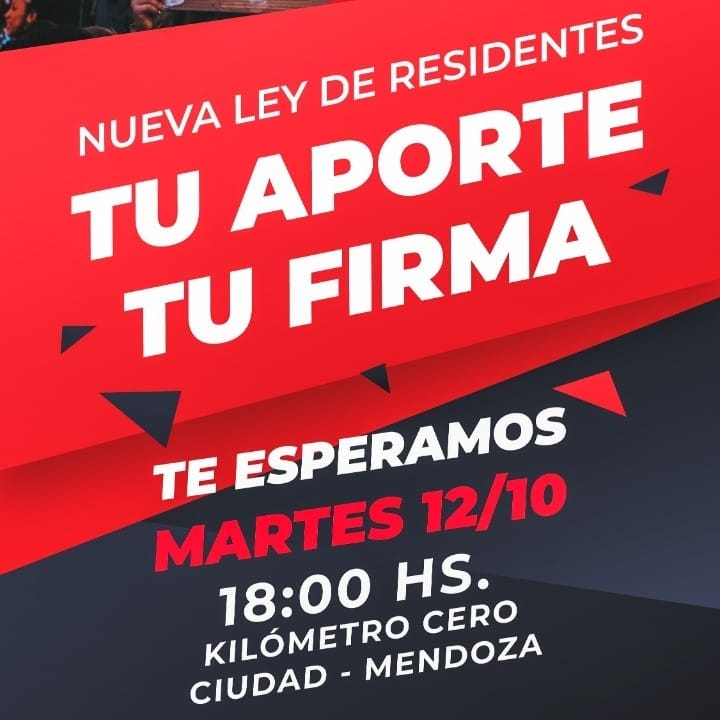 NUEVA LEY DE RESIDENTES
TU APORTE
TU FIRMA
TE ESPERAMOS
MARTES 12/10
18:00 HS.
KILÓMETRO CERO
CIUDAD - MENDOZA